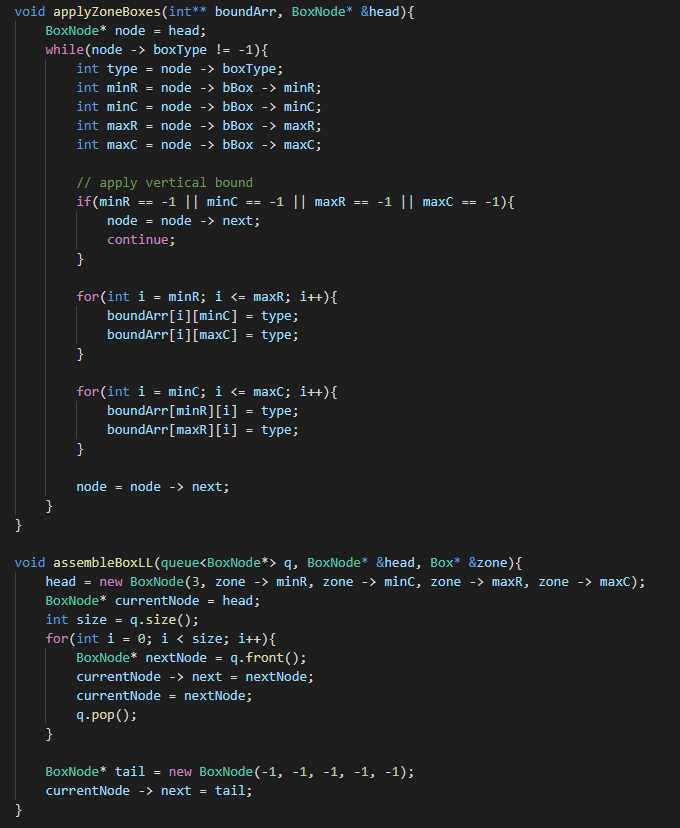 void applyZoneBoxes(int** boundArr, BoxNode* &head){
    BoxNode* node = head;
    while(node -> boxType != -1){
        int type = node -> boxType;
        int minR = node -> bBox -> minR;
        int minC = node -> bBox -> minC;
        int maxR = node -> bBox -> maxR;
        int maxC = node -> bBox -> maxC;

        // apply vertical bound
        if(minR == -1 || minC == -1 || maxR == -1 || maxC == -1){
            node = node -> next;
            continue;
        }

        for(int i = minR; i <= maxR; i++){
            boundArr[i][minC] = type;
            boundArr[i][maxC] = type;
        }

        for(int i = minC; i <= maxC; i++){
            boundArr[minR][i] = type;
            boundArr[maxR][i] = type;
        }

        node = node -> next;
    }
}

void assembleBoxLL(queue<BoxNode*> q, BoxNode* &head, Box* &zone){
    head = new BoxNode(3, zone -> minR, zone -> minC, zone -> maxR, zone -> maxC);
    BoxNode* currentNode = head;
    int size = q.size();
    for(int i = 0; i < size; i++){
        BoxNode* nextNode = q.front();
        currentNode -> next = nextNode;
        currentNode = nextNode;
        q.pop();
    }

    BoxNode* tail = new BoxNode(-1, -1, -1, -1, -1);
    currentNode -> next = tail;
}